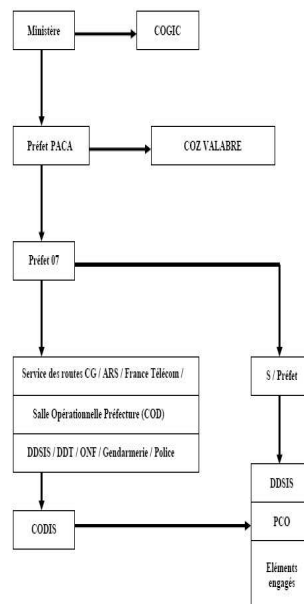 Ministère
COGIC
Préfet PACA
COZ VALABRE
Préfet 07
Service des routes CG / ARS / France Télécom /
Salle Opérationnelle Préfecture (COD)
DDSIS / DDT / ONF / Gendarmerie / Police
S / Préfet
DDSIS
CODIS
PCO
Eléments
engagés